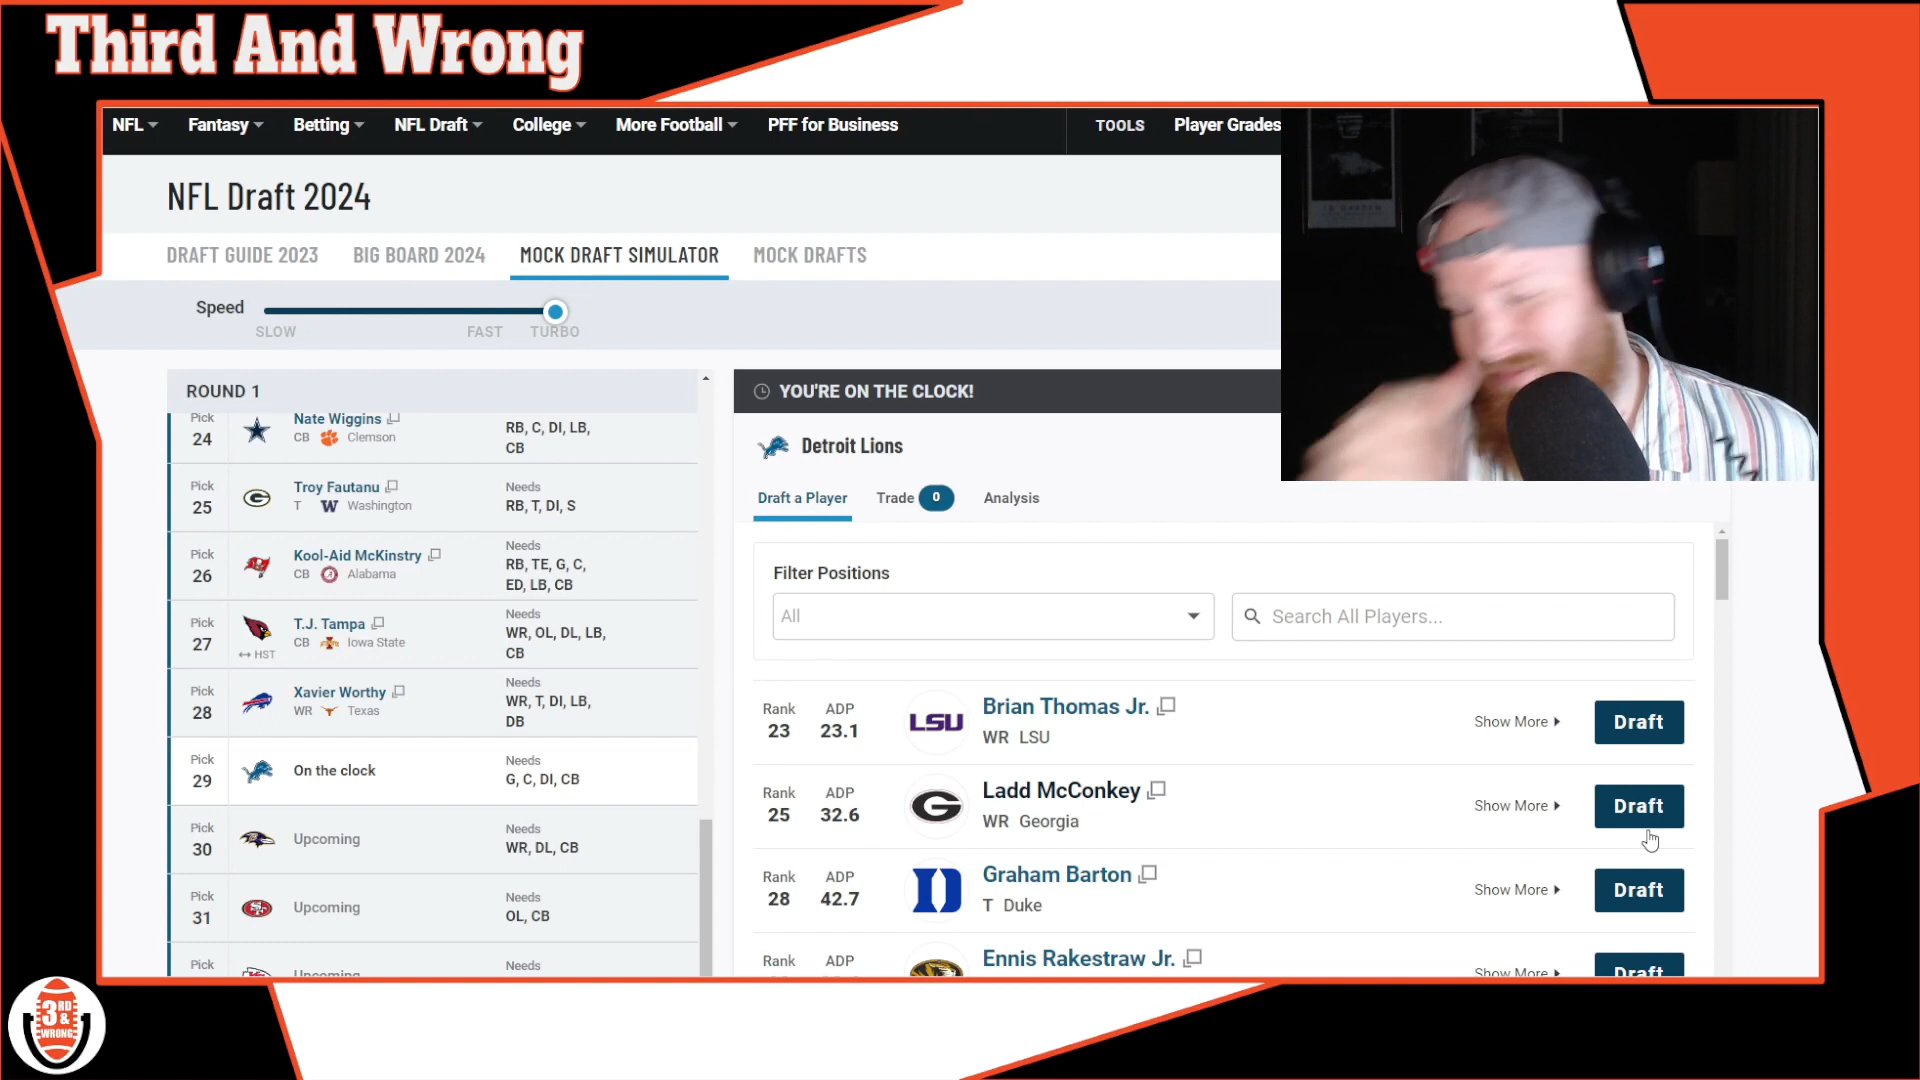 Third And Wrong
NFL Fantasy Betting NFL Draft College More Football PFF for Business TOOLS Player Grades
NFL Draft 2024
DRAFT GUIDE 2023 BIG BOARD 2024 MOCK DRAFT SIMULATOR MOCK DRAFTS
Speed
SLOW FAST TURBO
ROUND 1
Pick 24 Nate Wiggins RB, C, DI, LB,
CB Clemson CB
Pick Troy Fautanu Needs
25 T W Washington RB, T, DI, S
Pick Kool-Aid McKinstry Needs
26 CB Alabama RB, TE, G, C,
ED, LB, CB
Pick T.J. Tampa Needs
27 CB Iowa State WR, OL, DL, LB,
↔ HST CB
Pick Xavier Worthy Needs
28 WR Texas WR, T, DI, LB,
DB
Pick On the clock Needs
29 G, C, DI, CB
Pick Upcoming Needs
30 WR, DL, CB
Pick Upcoming Needs
31 OL, CB
Pick Upcoming Needs
YOU'RE ON THE CLOCK!
Detroit Lions
Draft a Player Trade 0 Analysis
Filter Positions
All Search All Players...
Rank ADP Brian Thomas Jr. Show More Draft
23 23.1 LSU WR LSU
Rank ADP Ladd McConkey Show More Draft
25 32.6 G WR Georgia
Rank ADP Graham Barton Show More Draft
28 42.7 D T Duke
Rank ADP Ennis Rakestraw Jr. Show More Draft
3RD
&
WRONG